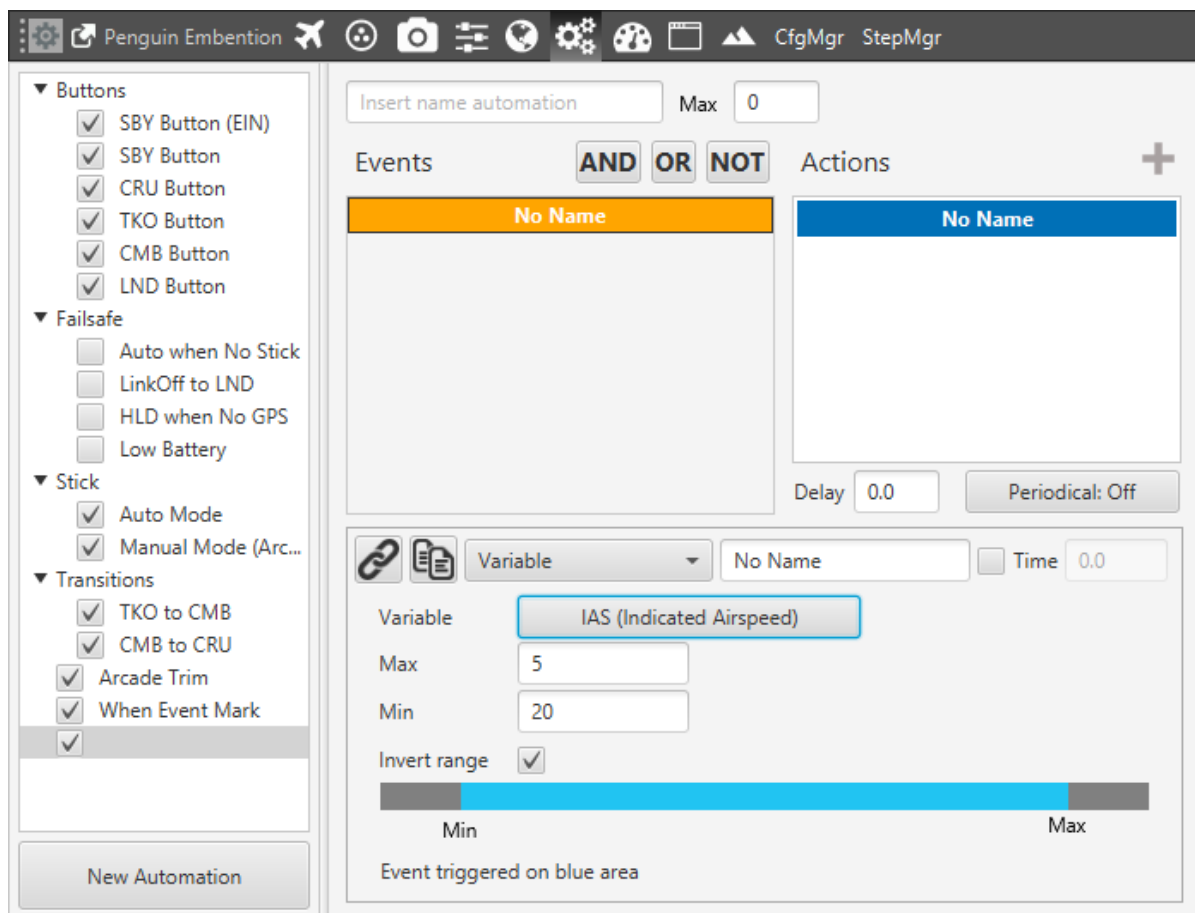 Penguin Embention CfgMgr StepMgr
Buttons
SBY Button (EIN)
SBY Button
CRU Button
TKO Button
CMB Button
LND Button
Failsafe
Auto when No Stick
LinkOff to LND
HLD when No GPS
Low Battery
Stick
Auto Mode
Manual Mode (Arc...
Transitions
TKO to CMB
CMB to CRU
Arcade Trim
When Event Mark
New Automation
Insert name automation Max 0
Events AND OR NOT Actions
No Name
No Name
Delay 0.0 Periodical: Off
Variable No Name Time 0.0
Variable IAS (Indicated Airspeed)
Max 5
Min 20
Invert range
Min Max
Event triggered on blue area